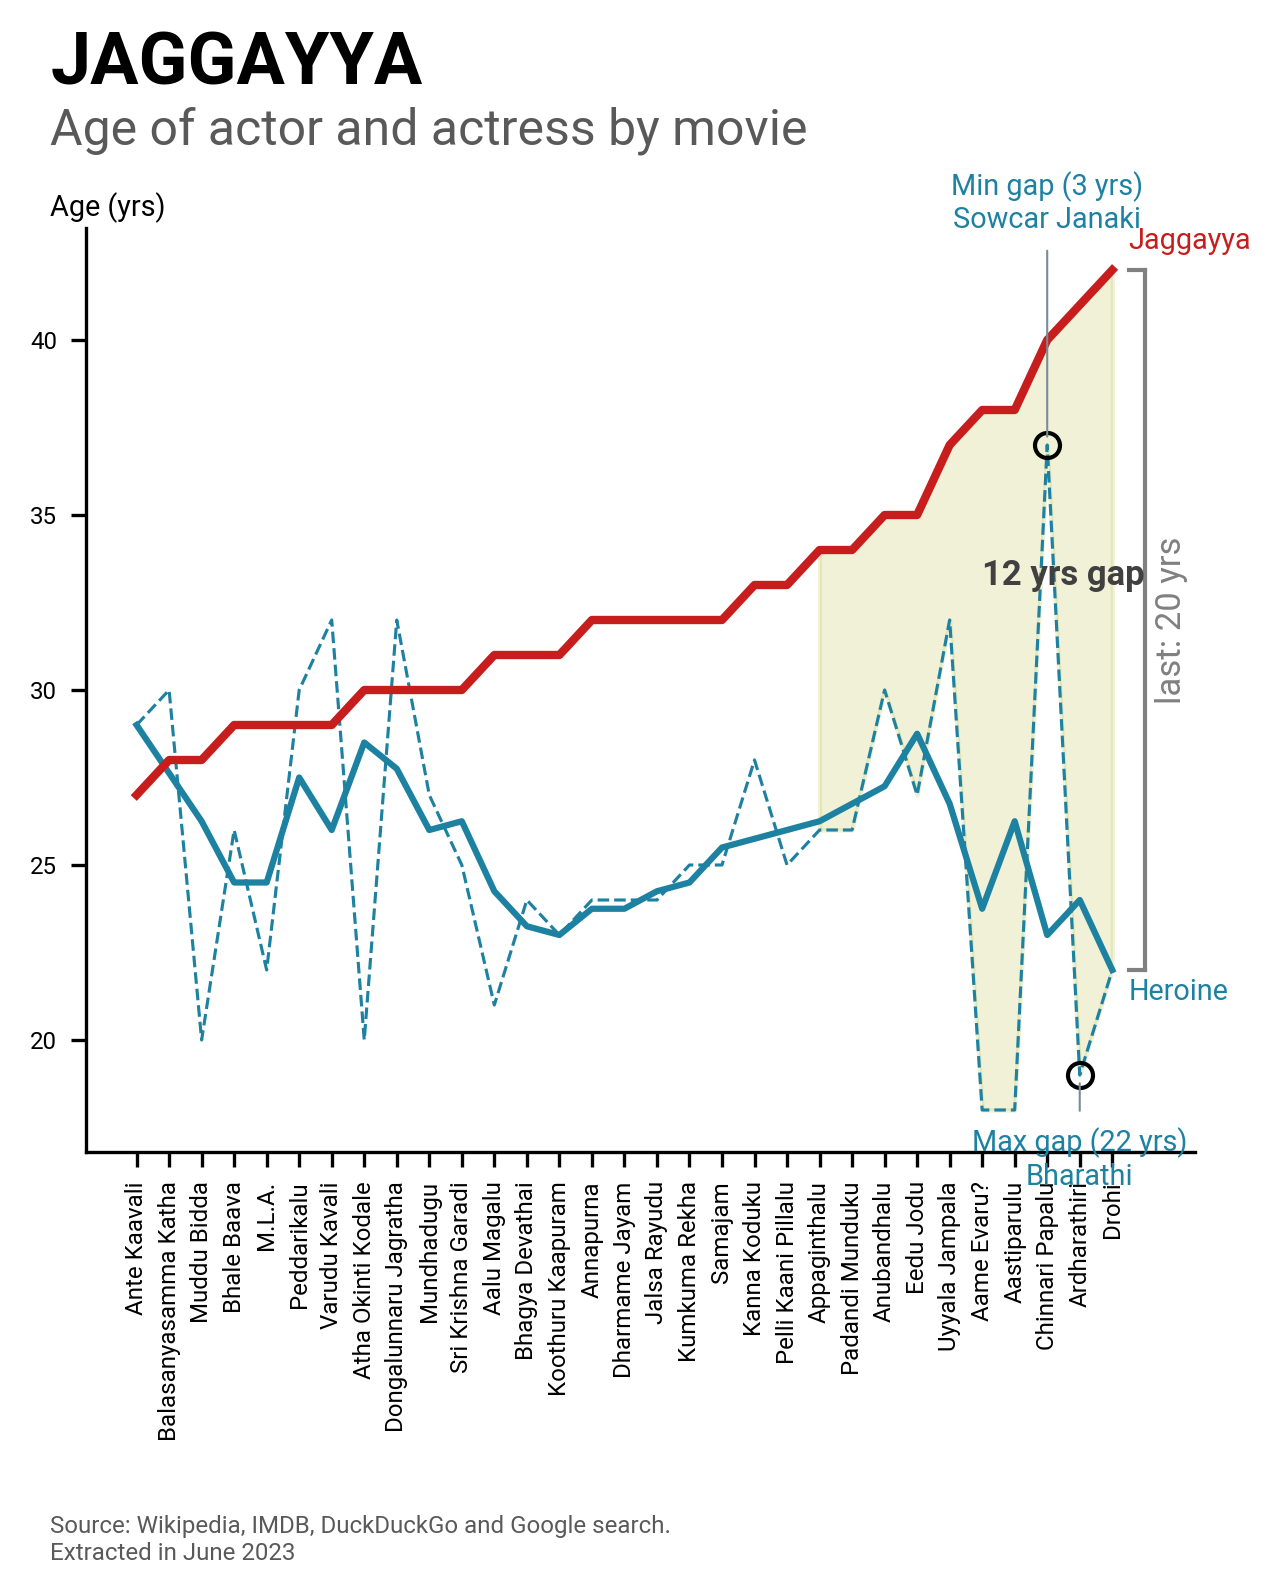 JAGGAYYA
Age of actor and actress by movie
Age (yrs)
Min gap (3 yrs)
Sowcar Janaki
Jaggayya
40
35
30
25
20
12 yrs gap
last: 20 yrs
Heroine
Max gap (22 yrs)
Bharathi
Ante Kaavali
Balasanyasamma Katha
Muddu Bidda
Bhale Baava
M.L.A.
Peddarikalu
Varudu Kavali
Atha Okinti Kodale
Dongalunnaru Jagratha
Mundhadugu
Sri Krishna Garadi
Aalu Magalu
Bhagya Devathai
Koothuru Kaapuram
Annapurna
Dharmame Jayam
Jalsa Rayudu
Kumkuma Rekha
Samajam
Kanna Koduku
Pelli Kaani Pillalu
Appaginthalu
Padandi Munduku
Anubandhalu
Eedu Jodu
Uyyala Jampala
Aame Evaru?
Aastiparulu
Chinnari Papalu
Ardharathiri
Drohi
Source: Wikipedia, IMDB, DuckDuckGo and Google search.
Extracted in June 2023